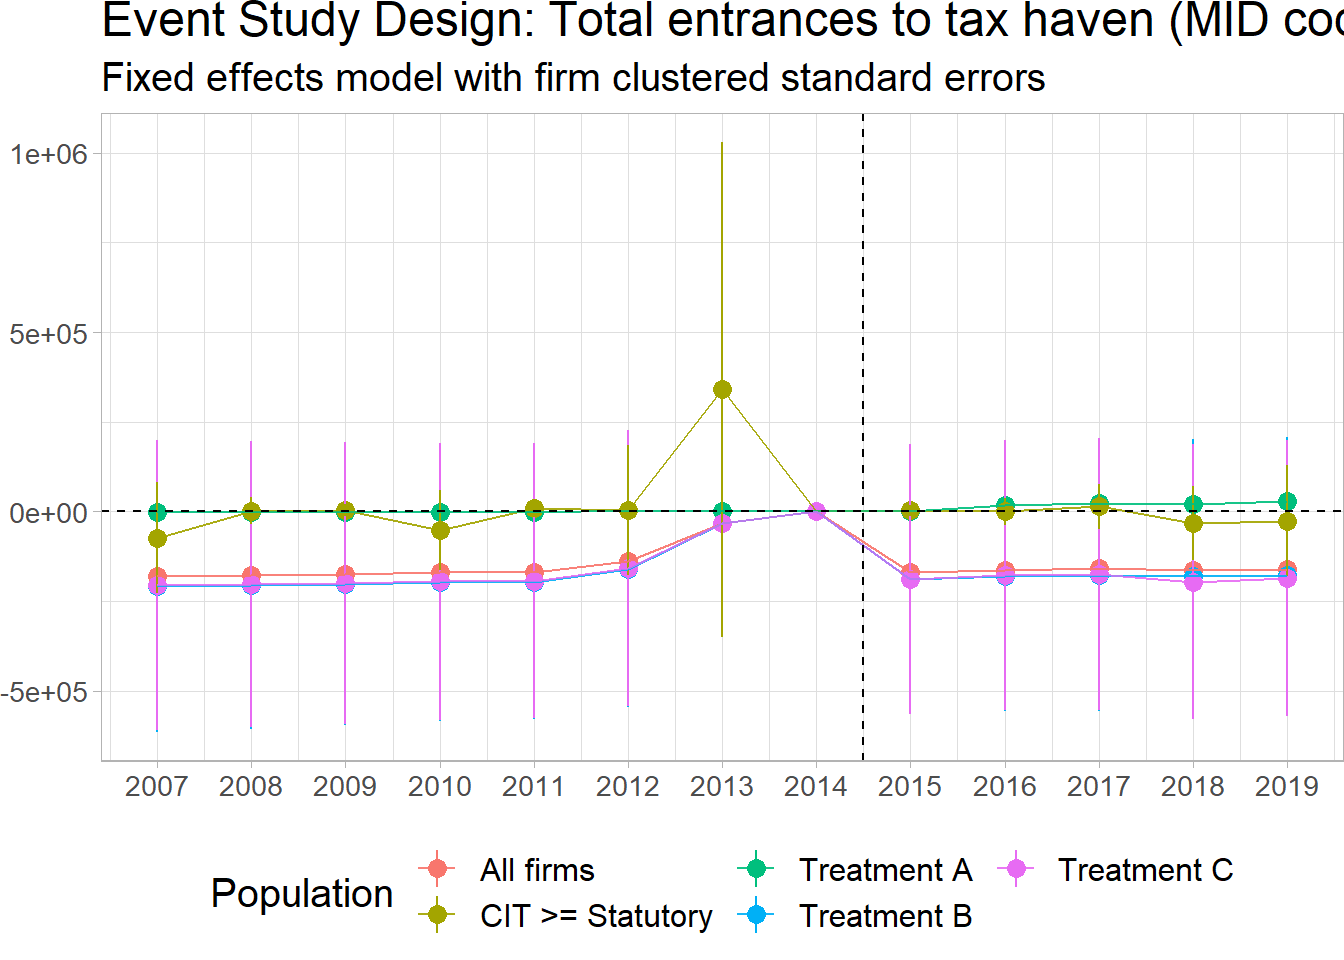 Event Study Design: Total entrances to tax haven (MID
Fixed effects model with firm clustered standard errors
1e+06
5e+05
0e+00
-5e+05
2007 2008 2009 2010 2011 2012 2013 2014 2015 2016 2017 2018 2019
Population
All firms
CIT >= Statutory
Treatment A
Treatment B
Treatment C